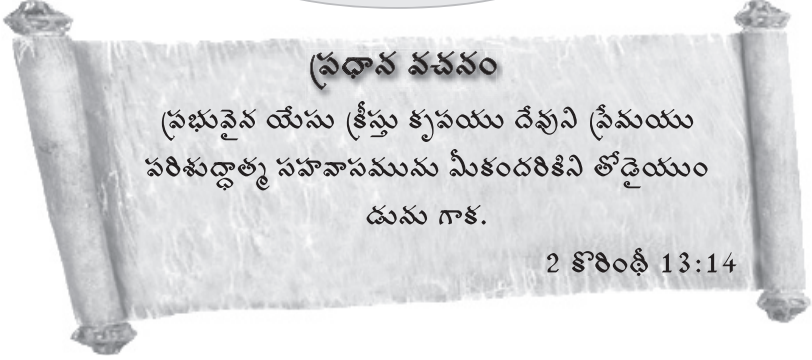 ప్రధాన వచనం
ప్రభువైన యేసు క్రీస్తు కృపయు దేవుని ప్రేమయు
పరిశుద్ధాత్మ సహవాసమును మీకందరికిని తోడైయుం
డును గాక.
2 కొరింథీ 13:14